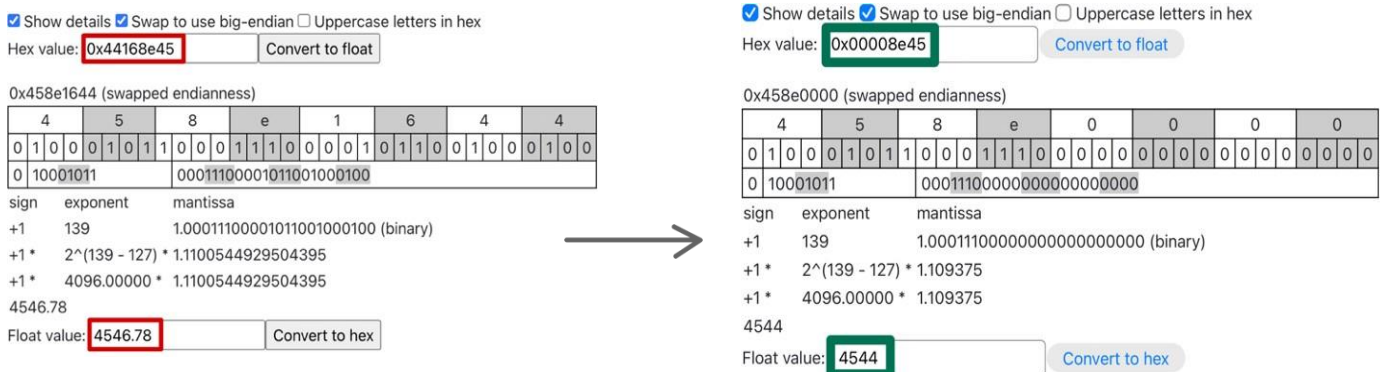 Show details Swap to use big-endian Uppercase letters in hex
Hex value: 0x44168e45 Convert to float
0x458e1644 (swapped endianness)
4 5 8 e 1 6 4 4
0 1 0 0 0 1 0 1 1 0 0 0 1 1 1 0 0 0 0 1 0 1 1 0 0 1 0 0 0 1 0 0
0 10001011 00011100001011001000100
sign exponent mantissa
+1 139 1.00011100001011001000100 (binary)
+1 * 2^(139 - 127) * 1.1100544929504395
+1 * 4096.00000 * 1.1100544929504395
4546.78
Float value: 4546.78 Convert to hex
Show details Swap to use big-endian Uppercase letters in hex
Hex value: 0x00008e45 Convert to float
0x458e0000 (swapped endianness)
4 5 8 e 0 0 0 0
0 1 0 0 0 1 0 1 1 0 0 0 1 1 1 0 0 0 0 0 0 0 0 0 0 0 0 0 0 0 0 0
0 10001011 00011100000000000000000
sign exponent mantissa
+1 139 1.00011100000000000000000 (binary)
+1 * 2^(139 - 127) * 1.109375
+1 * 4096.00000 * 1.109375
4544
Float value: 4544 Convert to hex